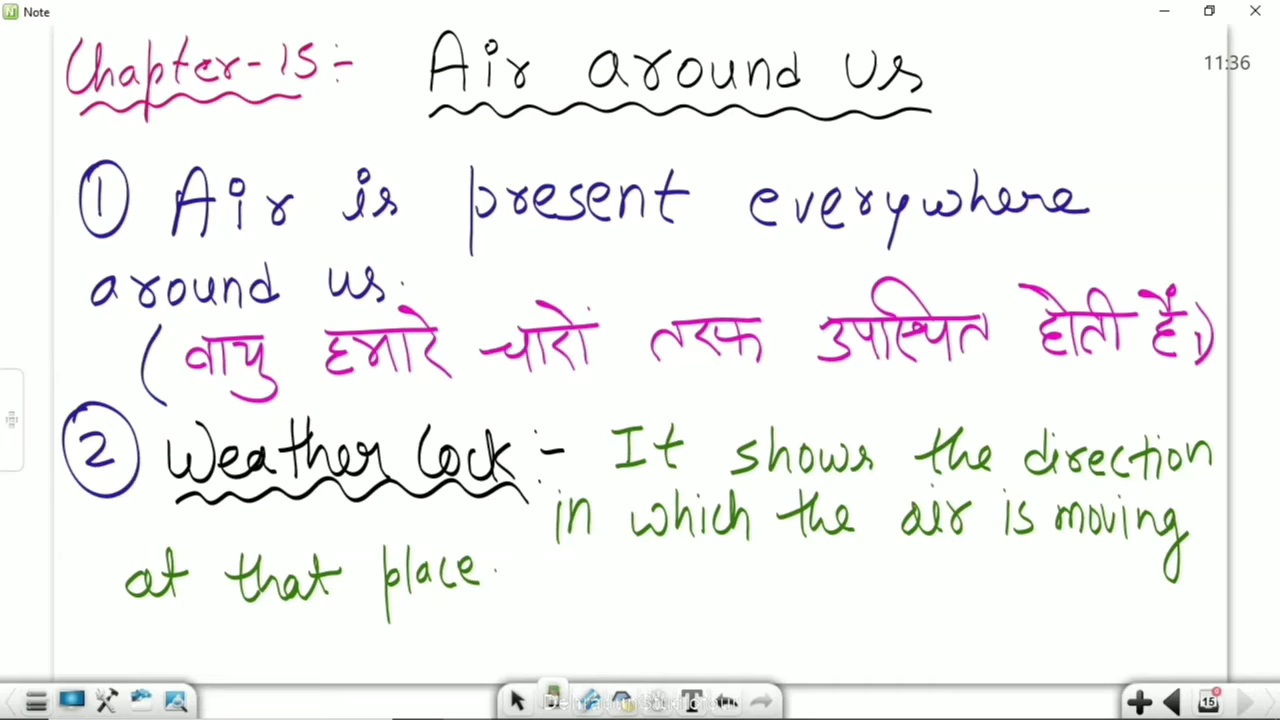 Note
11:36
Chapter-15:- Air around us
① Air is present everywhere
around us.
(वायु हमारे चारों तरफ उपस्थित होती है।)
② Weather Cock :- It shows the direction
in which the air is moving
at that place.
15